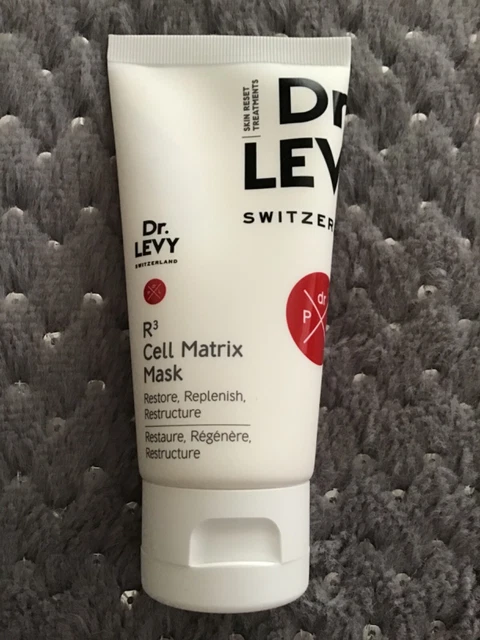 SKIN RESET
TREATMENTS
Dr
LEV
SWITZER
Dr.
LEVY
SWITZERLAND
dr
P
R³
Cell Matrix
Mask
Restore, Replenish,
Restructure
Restaure, Régénère,
Restructure